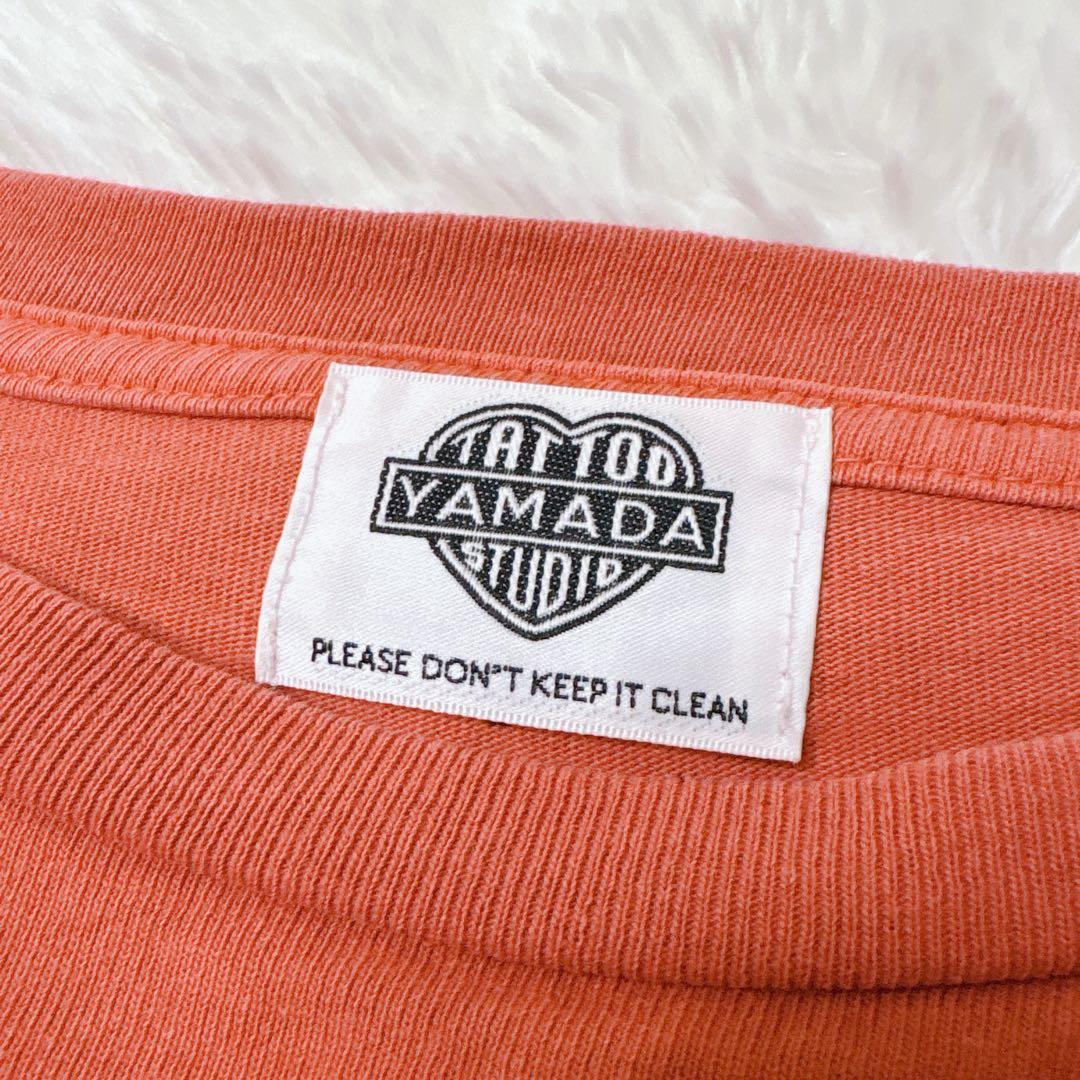 TATTOO
YAMADA
STUDIO
PLEASE DON"T KEEP IT CLEAN